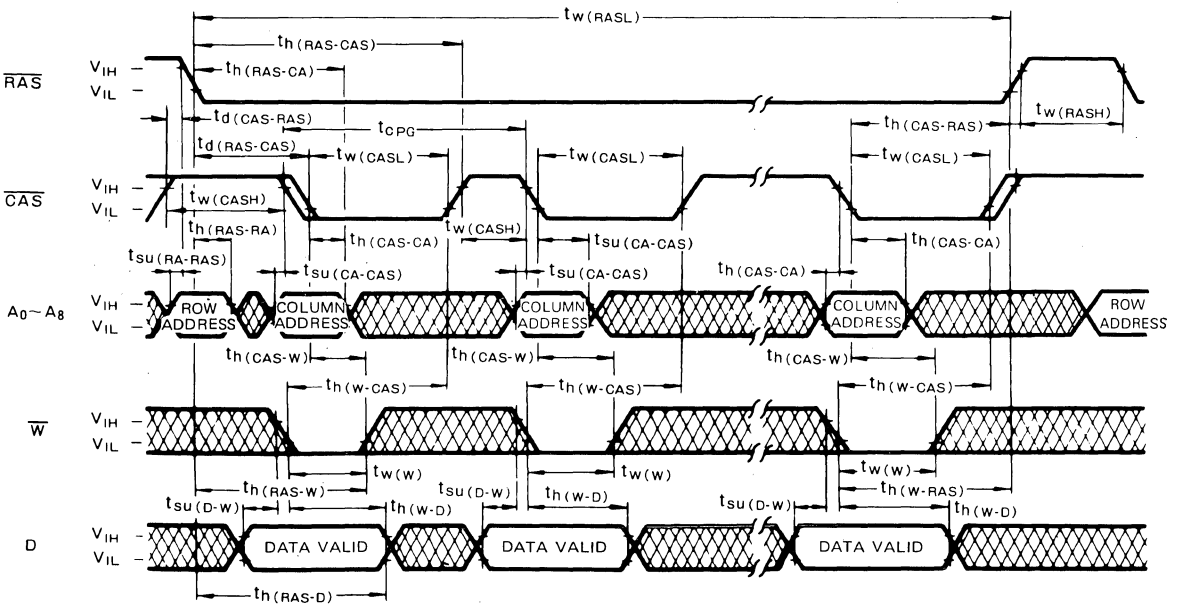 tw(RASL)
th(RAS-CAS)
th(RAS-CA)
RAS
VIH
VIL
td(CAS-RAS)
tCPG
th(CAS-RAS)
tw(RASH)
td(RAS-CAS)
tw(CASL)
tw(CASL)
tw(CASL)
CAS
VIH
VIL
tw(CASH)
th(RAS-RA)
th(CAS-CA)
tw(CASH)
tsu(CA-CAS)
th(CAS-CA)
tsu(RA-RAS)
tsu(CA-CAS)
tsu(CA-CAS)
th(CAS-CA)
A0~A8
VIH
VIL
ROW ADDRESS
COLUMN ADDRESS
COLUMN ADDRESS
COLUMN ADDRESS
ROW ADDRESS
th(CAS-W)
th(CAS-W)
th(CAS-W)
th(W-CAS)
th(W-CAS)
th(W-CAS)
W
VIH
VIL
tw(W)
tw(W)
tw(W)
th(RAS-W)
th(W-RAS)
tsu(D-W)
th(W-D)
tsu(D-W)
th(W-D)
tsu(D-W)
th(W-D)
D
VIH
VIL
DATA VALID
DATA VALID
DATA VALID
th(RAS-D)